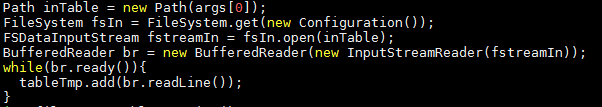 Path inTable = new Path(args[0]);
FileSystem fsIn = FileSystem.get(new Configuration());
FSDataInputStream fstreamIn = fsIn.open(inTable);
BufferedReader br = new BufferedReader(new InputStreamReader(fstreamIn));
while(br.ready()){
  tableTmp.add(br.readLine());
}